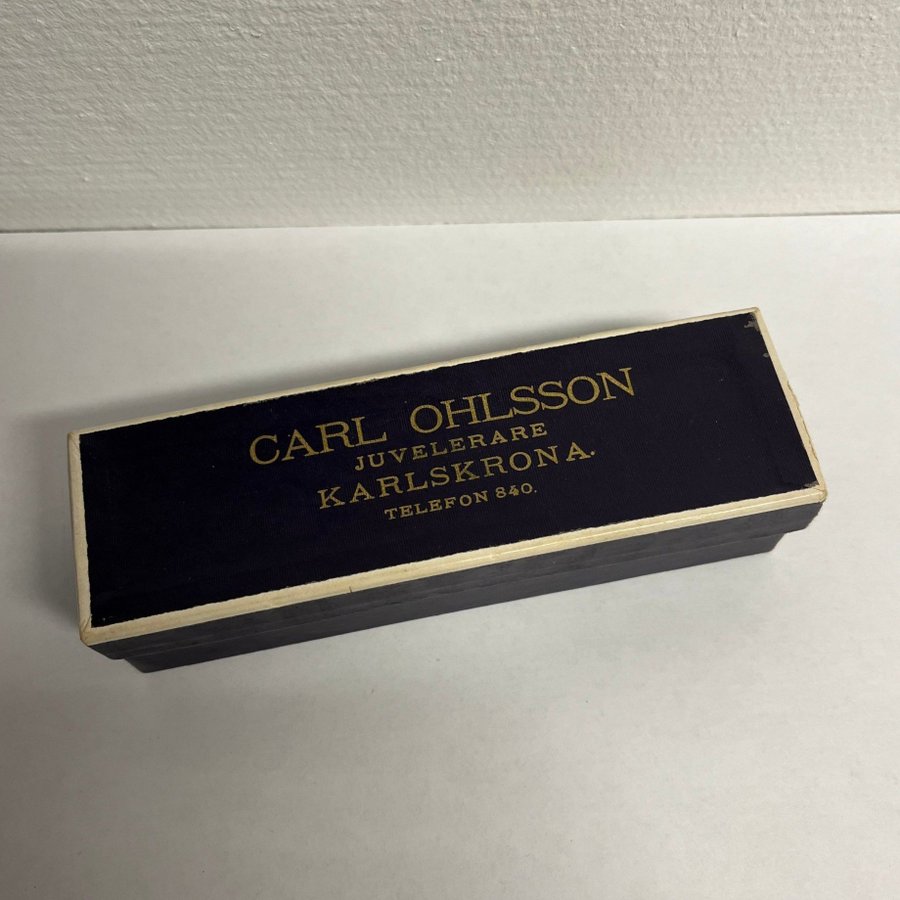 CARL OHLSSON
JUVELERARE
KARLSKRONA.
TELEFON 840.